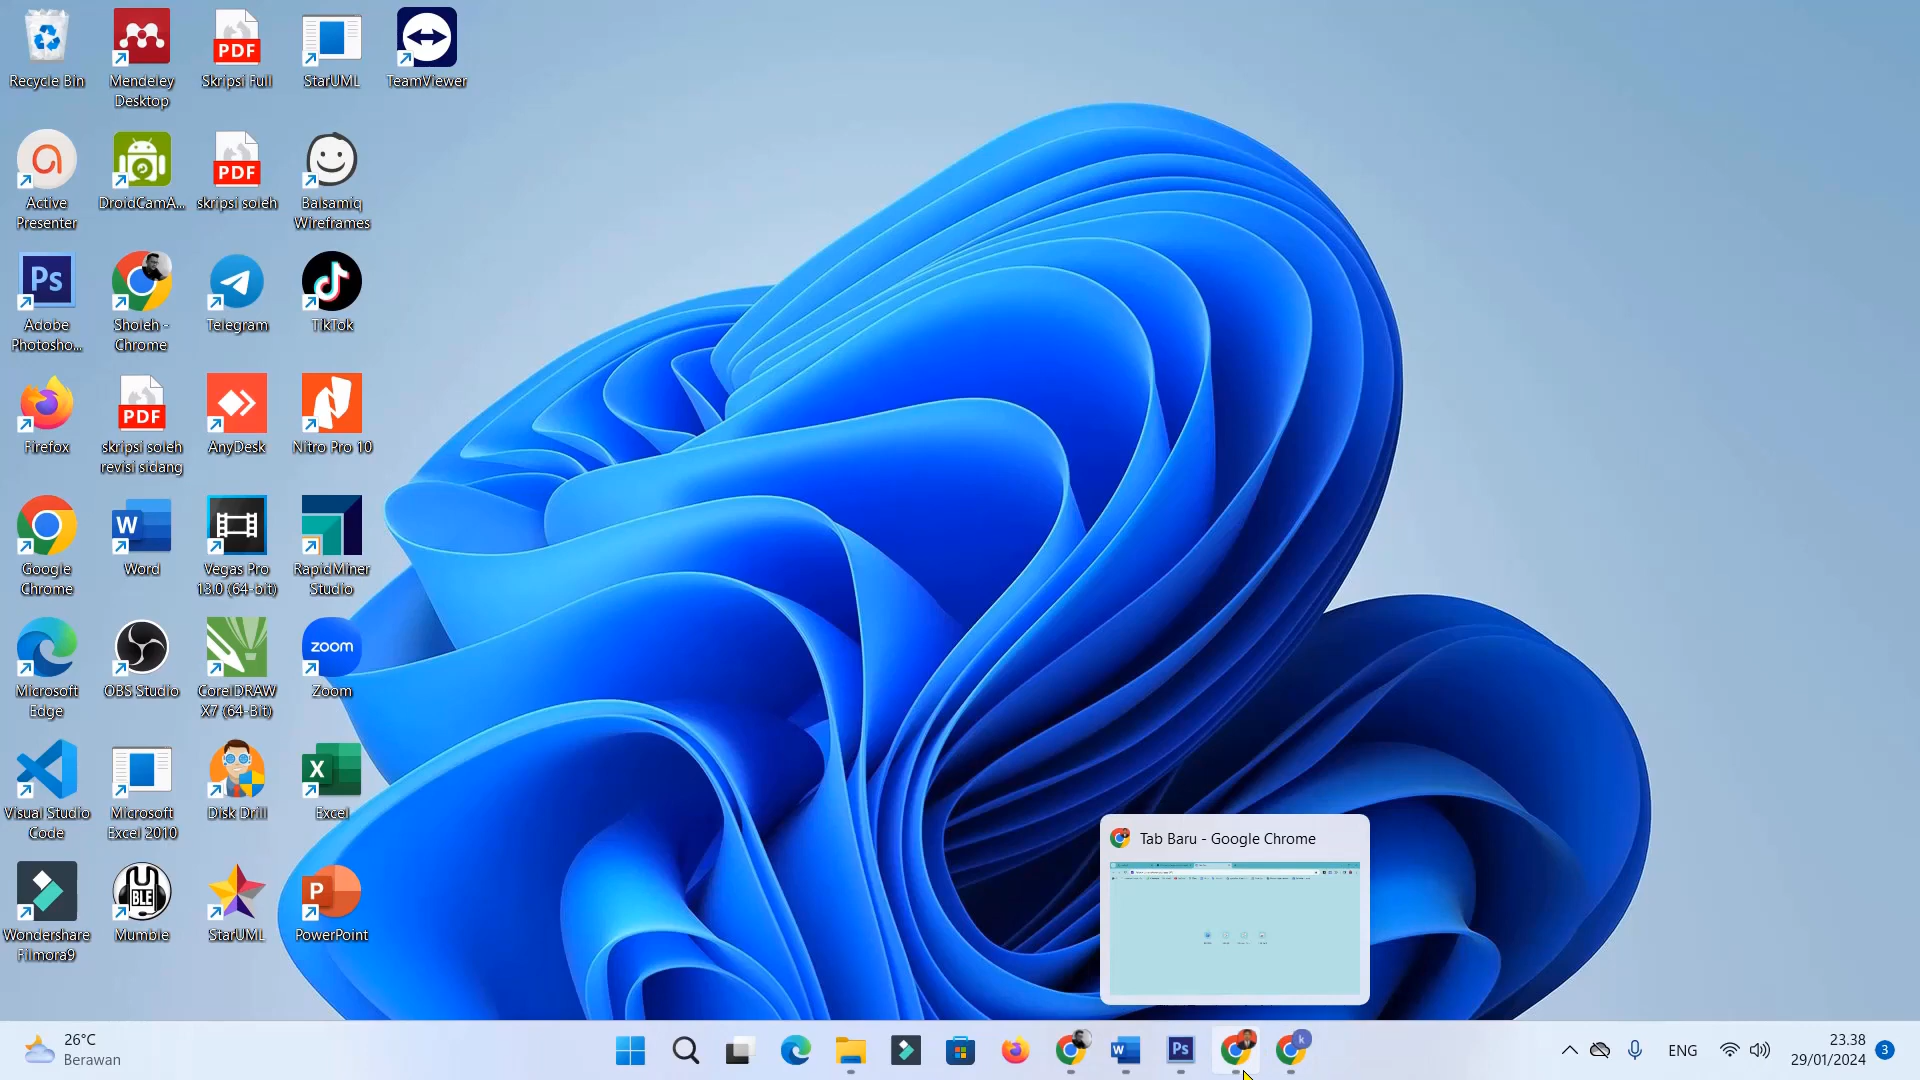 Recycle Bin
Mendeley
Desktop
PDF
Skripsi Full
StarUML
TeamViewer
Active
Presenter
DroidCamA...
PDF
skripsi soleh
Balsamiq
Wireframes
Ps
Adobe
Photosho...
Sholeh -
Chrome
Telegram
TikTok
Firefox
PDF
skripsi soleh
revisi sidang
AnyDesk
Nitro Pro 10
Google
Chrome
W
Word
Vegas Pro
13.0 (64-bit)
RapidMiner
Studio
Microsoft
Edge
OBS Studio
CorelDRAW
X7 (64-Bit)
zoom
Zoom
Visual Studio
Code
Microsoft
Excel 2010
Disk Drill
X
Excel
Wondershare
Filmora9
BLE
Mumble
StarUML
P
PowerPoint
Tab Baru - Google Chrome
26°C
Berawan
W
Ps
k
ENG
23.38
29/01/2024
3